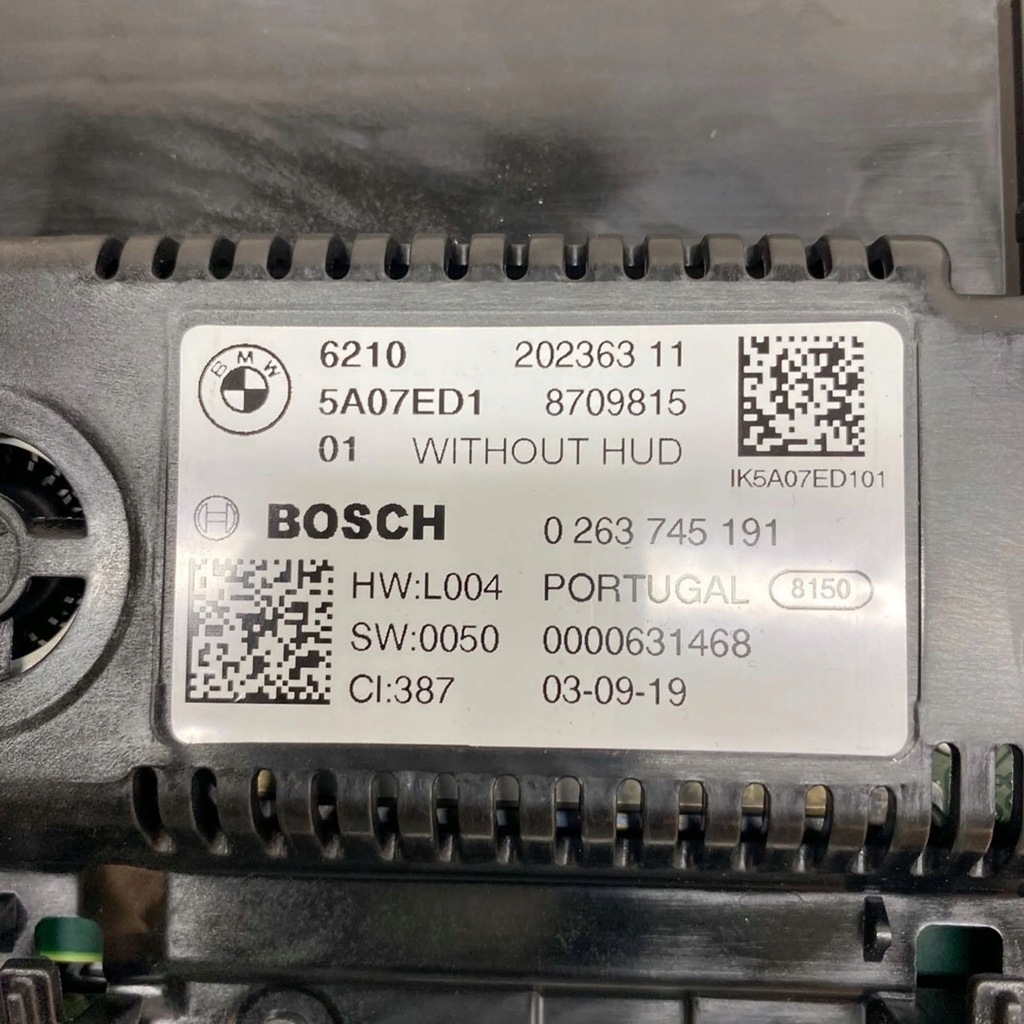 BMW
6210 202363 11
5A07ED1 8709815
01 WITHOUT HUD
IK5A07ED101
BOSCH 0 263 745 191
HW:L004 PORTUGAL 8150
SW:0050 0000631468
CI:387 03-09-19